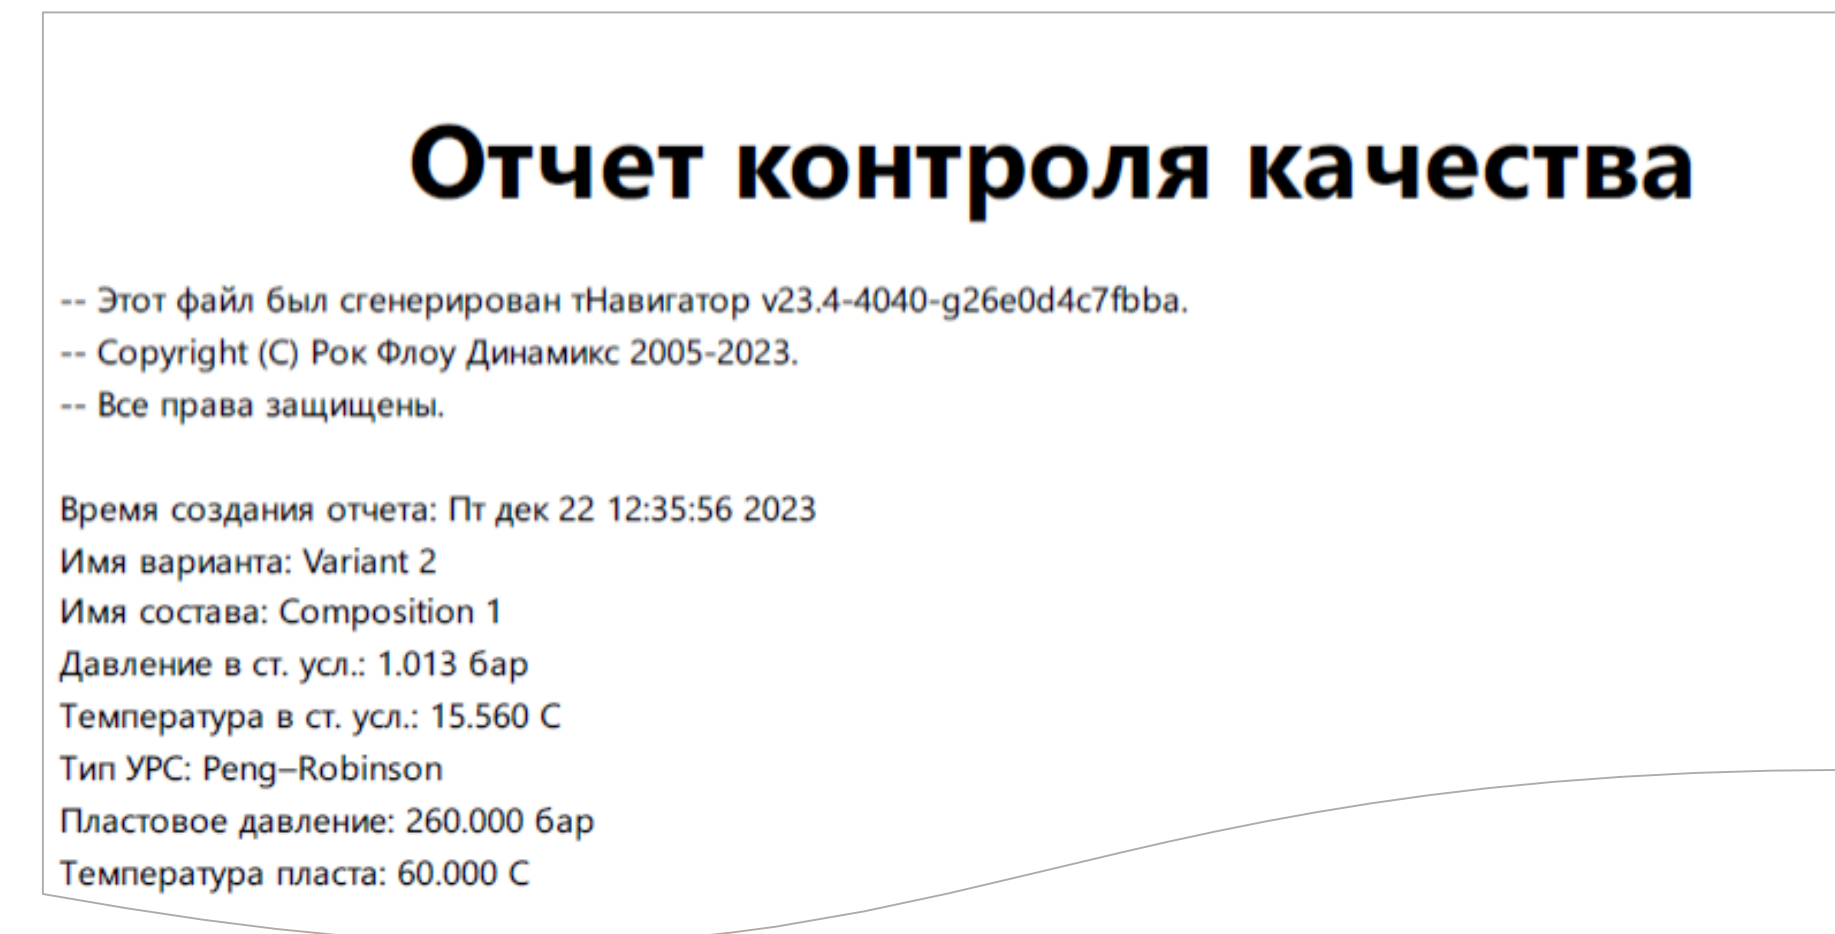 Отчет контроля качества
-- Этот файл был сгенерирован тНавигатор v23.4-4040-g26e0d4c7fbba.
-- Copyright (C) Рок Флоу Динамикс 2005-2023.
-- Все права защищены.
Время создания отчета: Пт дек 22 12:35:56 2023
Имя варианта: Variant 2
Имя состава: Composition 1
Давление в ст. усл.: 1.013 бар
Температура в ст. усл.: 15.560 C
Тип УРС: Peng–Robinson
Пластовое давление: 260.000 бар
Температура пласта: 60.000 C